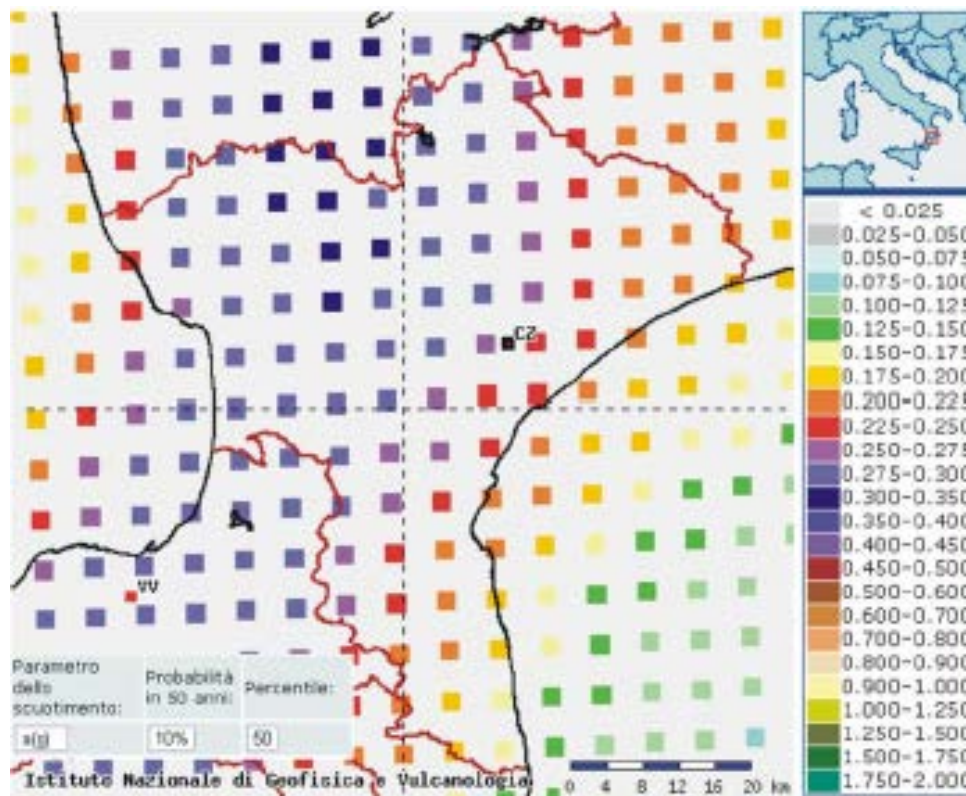 CZ
VV
Parametro
dello
scuotimento:
Probabilità
in 50 anni:
Percentile:
a(g)
10%
50
Istituto Nazionale di Geofisica e Vulcanologia
0 4 8 12 16 20 km
< 0.025
0.025-0.050
0.050-0.075
0.075-0.100
0.100-0.125
0.125-0.150
0.150-0.175
0.175-0.200
0.200-0.225
0.225-0.250
0.250-0.275
0.275-0.300
0.300-0.350
0.350-0.400
0.400-0.450
0.450-0.500
0.500-0.600
0.600-0.700
0.700-0.800
0.800-0.900
0.900-1.000
1.000-1.250
1.250-1.500
1.500-1.750
1.750-2.000